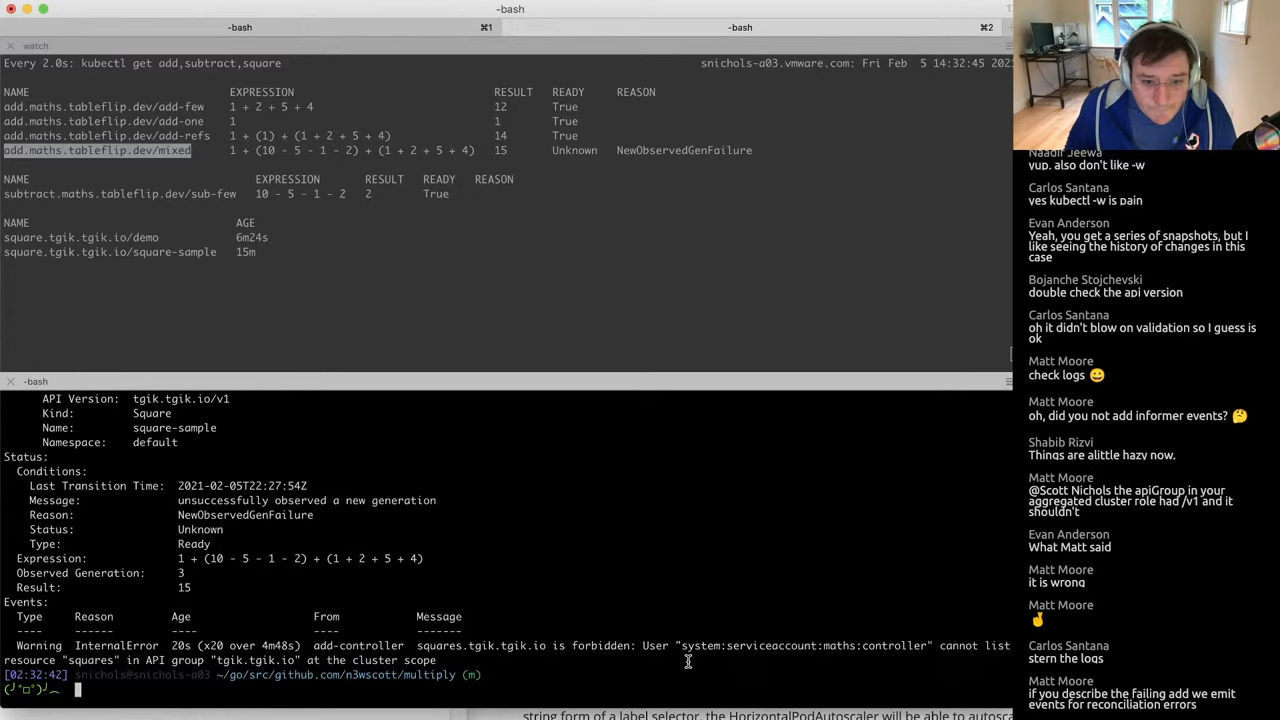 -bash
-bash ⌘1 -bash ⌘2
watch
Every 2.0s: kubectl get add,subtract,square snichols-a03.vmware.com: Fri Feb 5 14:32:45 202
NAME EXPRESSION RESULT READY REASON
add.maths.tableflip.dev/add-few 1 + 2 + 5 + 4 12 True
add.maths.tableflip.dev/add-one 1 1 True
add.maths.tableflip.dev/add-refs 1 + (1) + (1 + 2 + 5 + 4) 14 True
add.maths.tableflip.dev/mixed 1 + (10 - 5 - 1 - 2) + (1 + 2 + 5 + 4) 15 Unknown NewObservedGenFailure
NAME EXPRESSION RESULT READY REASON
subtract.maths.tableflip.dev/sub-few 10 - 5 - 1 - 2 2 True
NAME AGE
square.tgik.tgik.io/demo 6m24s
square.tgik.tgik.io/square-sample 15m
-bash
API Version: tgik.tgik.io/v1
Kind: Square
Name: square-sample
Namespace: default
Status:
Conditions:
Last Transition Time: 2021-02-05T22:27:54Z
Message: unsuccessfully observed a new generation
Reason: NewObservedGenFailure
Status: Unknown
Type: Ready
Expression: 1 + (10 - 5 - 1 - 2) + (1 + 2 + 5 + 4)
Observed Generation: 3
Result: 15
Events:
Type Reason Age From Message
---- ------ ---- ---- -------
Warning InternalError 20s (x20 over 4m48s) add-controller squares.tgik.tgik.io is forbidden: User "system:serviceaccount:maths:controller" cannot list
resource "squares" in API group "tgik.tgik.io" at the cluster scope
[02:32:42] snichols@snichols-a03 ~/go/src/github.com/n3wscott/multiply (m)
(╯°□°)╯︵
string form of a label selector, the HorizontalPodAutoscaler will be able to autosca
Naadir Jeewa
yup. also don't like -w
Carlos Santana
yes kubectl -w is pain
Evan Anderson
Yeah, you get a series of snapshots, but I
like seeing the history of changes in this
case
Bojanche Stojchevski
double check the api version
Carlos Santana
oh it didn't blow on validation so I guess is
ok
Matt Moore
check logs 😀
Matt Moore
oh, did you not add informer events? 🤔
Shabib Rizvi
Things are alittle hazy now.
Matt Moore
@Scott Nichols the apiGroup in your
aggregated cluster role had /v1 and it
shouldn't
Evan Anderson
What Matt said
Matt Moore
it is wrong
Matt Moore
🤞
Carlos Santana
stern the logs
Matt Moore
if you describe the failing add we emit
events for reconciliation errors